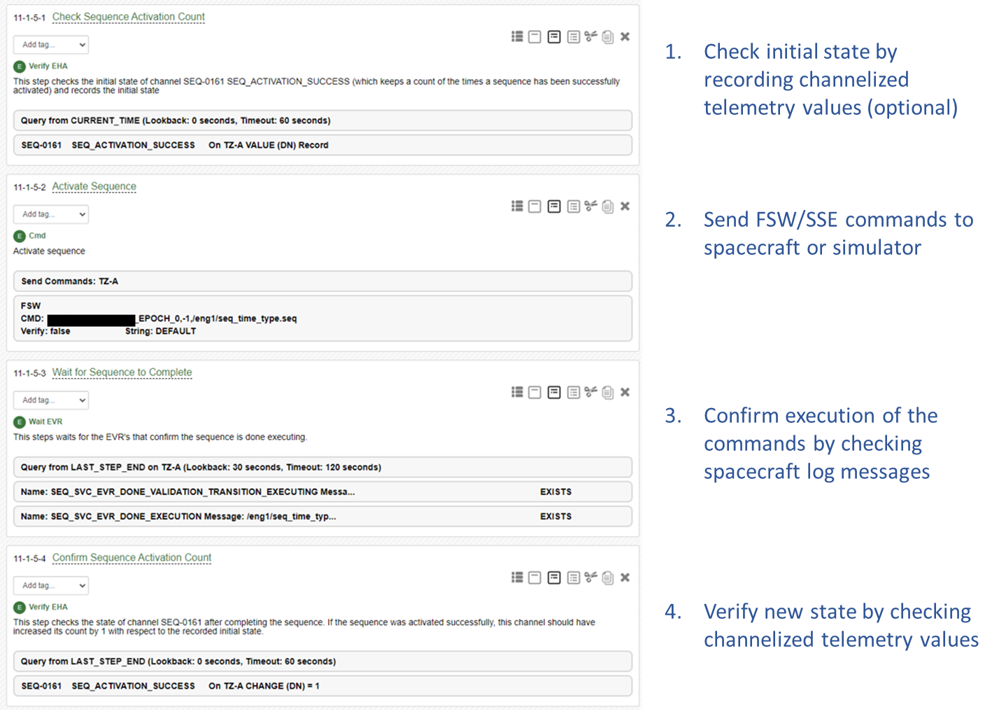 11-1-5-1 Check Sequence Activation Count
Add tag...
E Verify EHA
This step checks the initial state of channel SEQ-0161 SEQ_ACTIVATION_SUCCESS (which keeps a count of the times a sequence has been successfully
activated) and records the initial state
Query from CURRENT_TIME (Lookback: 0 seconds, Timeout: 60 seconds)
SEQ-0161 SEQ_ACTIVATION_SUCCESS On TZ-A VALUE (DN) Record
1. Check initial state by
recording channelized
telemetry values (optional)
11-1-5-2 Activate Sequence
Add tag...
E Cmd
Activate sequence
Send Commands: TZ-A
FSW
CMD: _EPOCH_0,-1,/eng1/seq_time_type.seq
Verify: false String: DEFAULT
2. Send FSW/SSE commands to
spacecraft or simulator
11-1-5-3 Wait for Sequence to Complete
Add tag...
E Wait EVR
This steps waits for the EVR's that confirm the sequence is done executing.
Query from LAST_STEP_END on TZ-A (Lookback: 30 seconds, Timeout: 120 seconds)
Name: SEQ_SVC_EVR_DONE_VALIDATION_TRANSITION_EXECUTING Messa... EXISTS
Name: SEQ_SVC_EVR_DONE_EXECUTION Message: /eng1/seq_time_typ... EXISTS
3. Confirm execution of the
commands by checking
spacecraft log messages
11-1-5-4 Confirm Sequence Activation Count
Add tag...
E Verify EHA
This step checks the state of channel SEQ-0161 after completing the sequence. If the sequence was activated successfully, this channel should have
increased its count by 1 with respect to the recorded initial state.
Query from LAST_STEP_END (Lookback: 0 seconds, Timeout: 60 seconds)
SEQ-0161 SEQ_ACTIVATION_SUCCESS On TZ-A CHANGE (DN) = 1
4. Verify new state by checking
channelized telemetry values